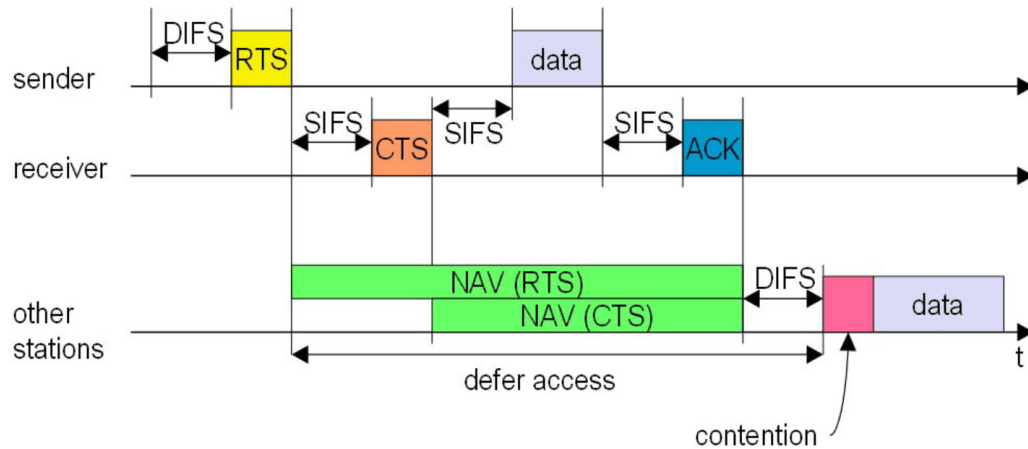 DIFS
RTS
data
sender
SIFS
CTS
SIFS
SIFS
ACK
receiver
NAV (RTS)
DIFS
NAV (CTS)
data
other
stations
t
defer access
contention